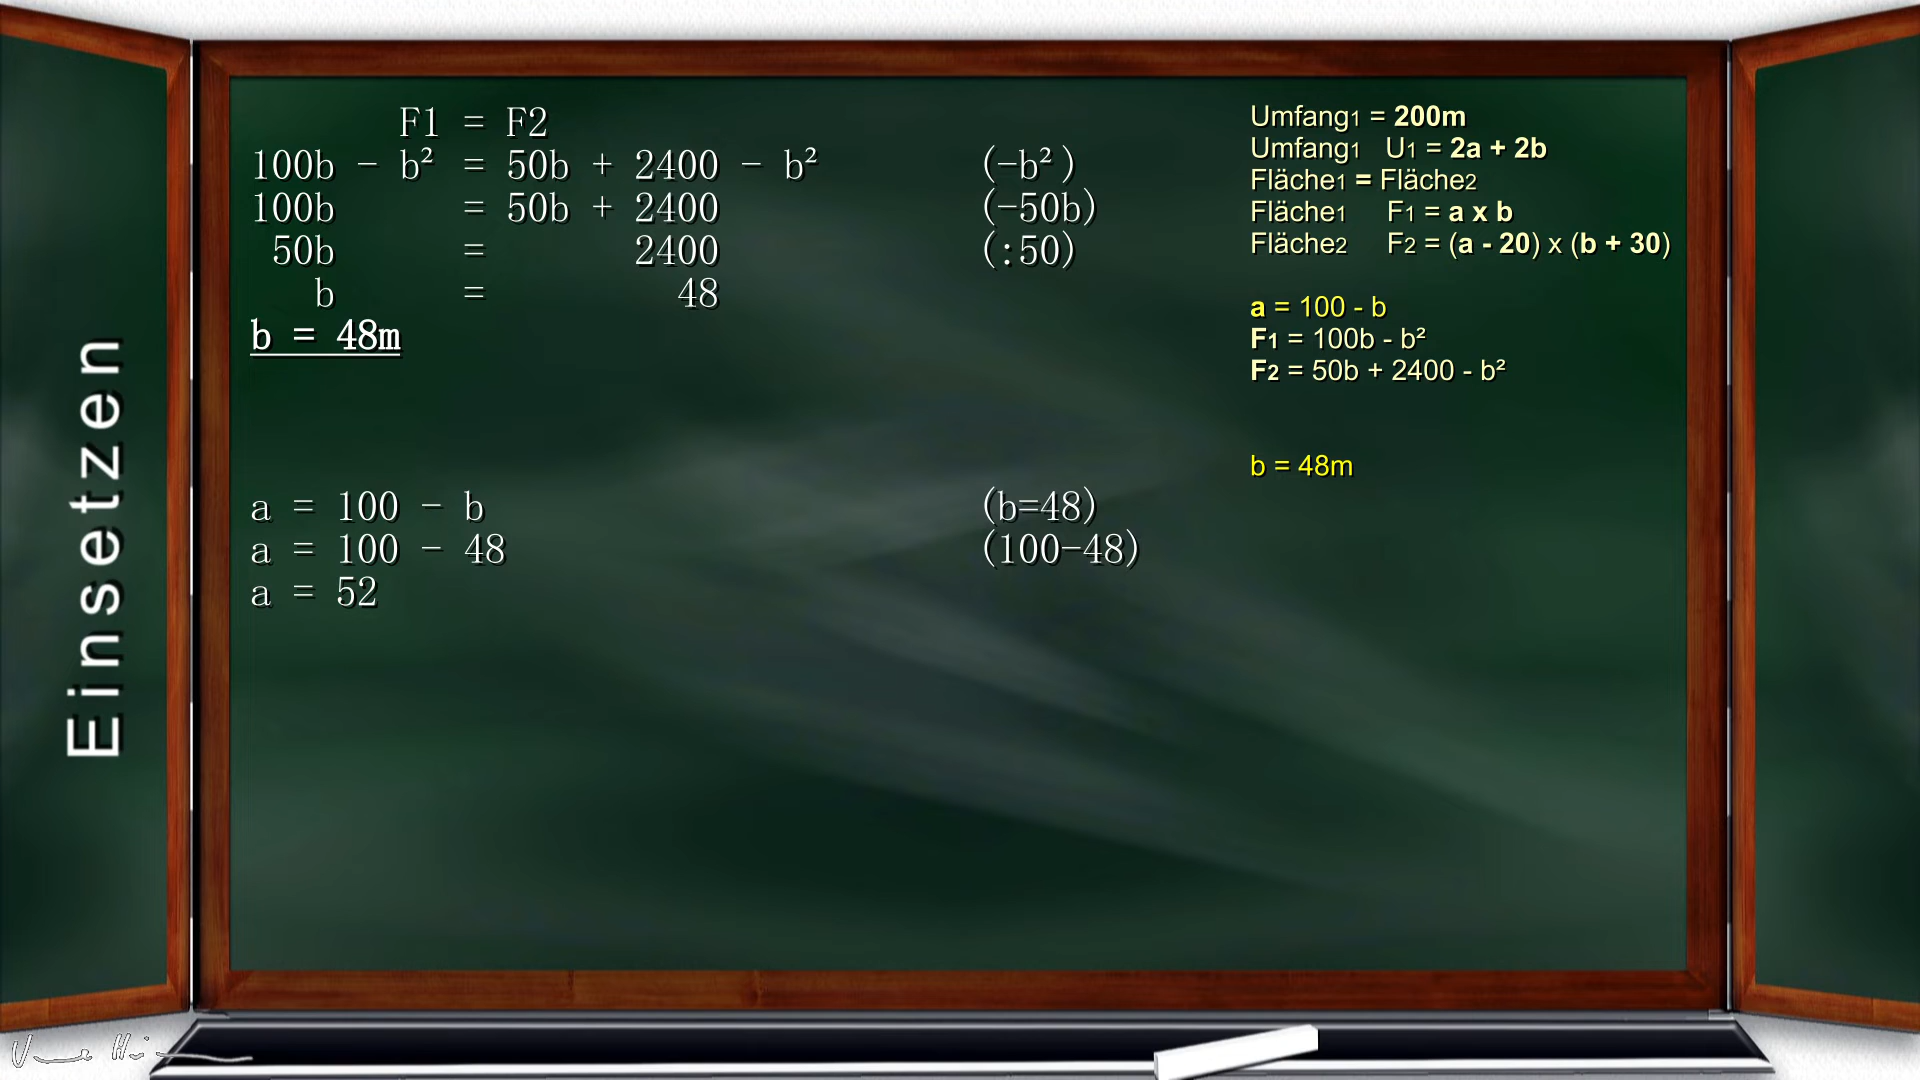 Einsetzen
F1 = F2
100b - b² = 50b + 2400 - b² (-b²)
100b = 50b + 2400 (-50b)
50b = 2400 (:50)
b = 48
b = 48m
a = 100 - b (b=48)
a = 100 - 48 (100-48)
a = 52
Umfang1 = 200m
Umfang1 U1 = 2a + 2b
Fläche1 = Fläche2
Fläche1 F1 = a x b
Fläche2 F2 = (a - 20) x (b + 30)
a = 100 - b
F1 = 100b - b²
F2 = 50b + 2400 - b²
b = 48m